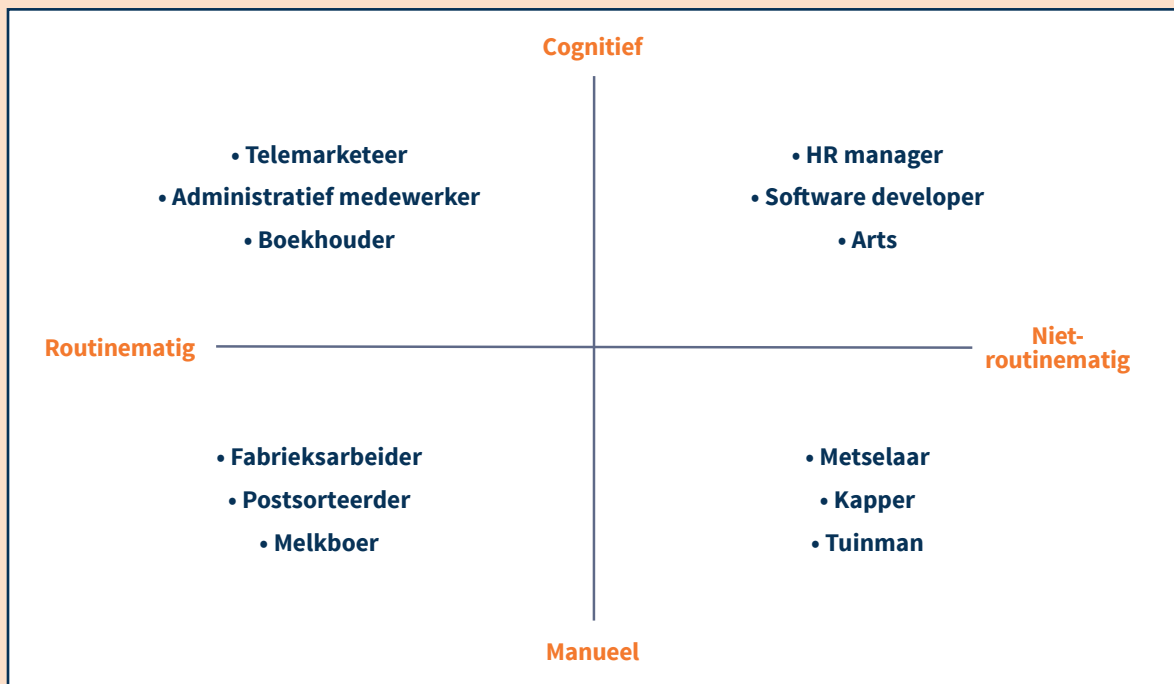 Cognitief
• Telemarketeer
• Administratief medewerker
• Boekhouder
• HR manager
• Software developer
• Arts
Routinematig
Niet-
routinematig
• Fabrieksarbeider
• Postsorteerder
• Melkboer
• Metselaar
• Kapper
• Tuinman
Manueel